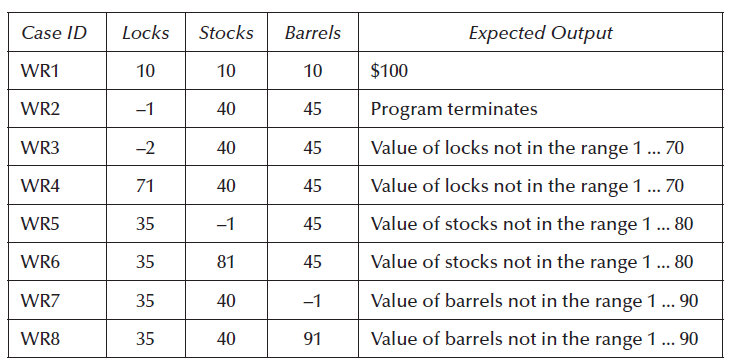 Case ID Locks Stocks Barrels Expected Output
WR1 10 10 10 $100
WR2 –1 40 45 Program terminates
WR3 –2 40 45 Value of locks not in the range 1 ... 70
WR4 71 40 45 Value of locks not in the range 1 ... 70
WR5 35 –1 45 Value of stocks not in the range 1 ... 80
WR6 35 81 45 Value of stocks not in the range 1 ... 80
WR7 35 40 –1 Value of barrels not in the range 1 ... 90
WR8 35 40 91 Value of barrels not in the range 1 ... 90